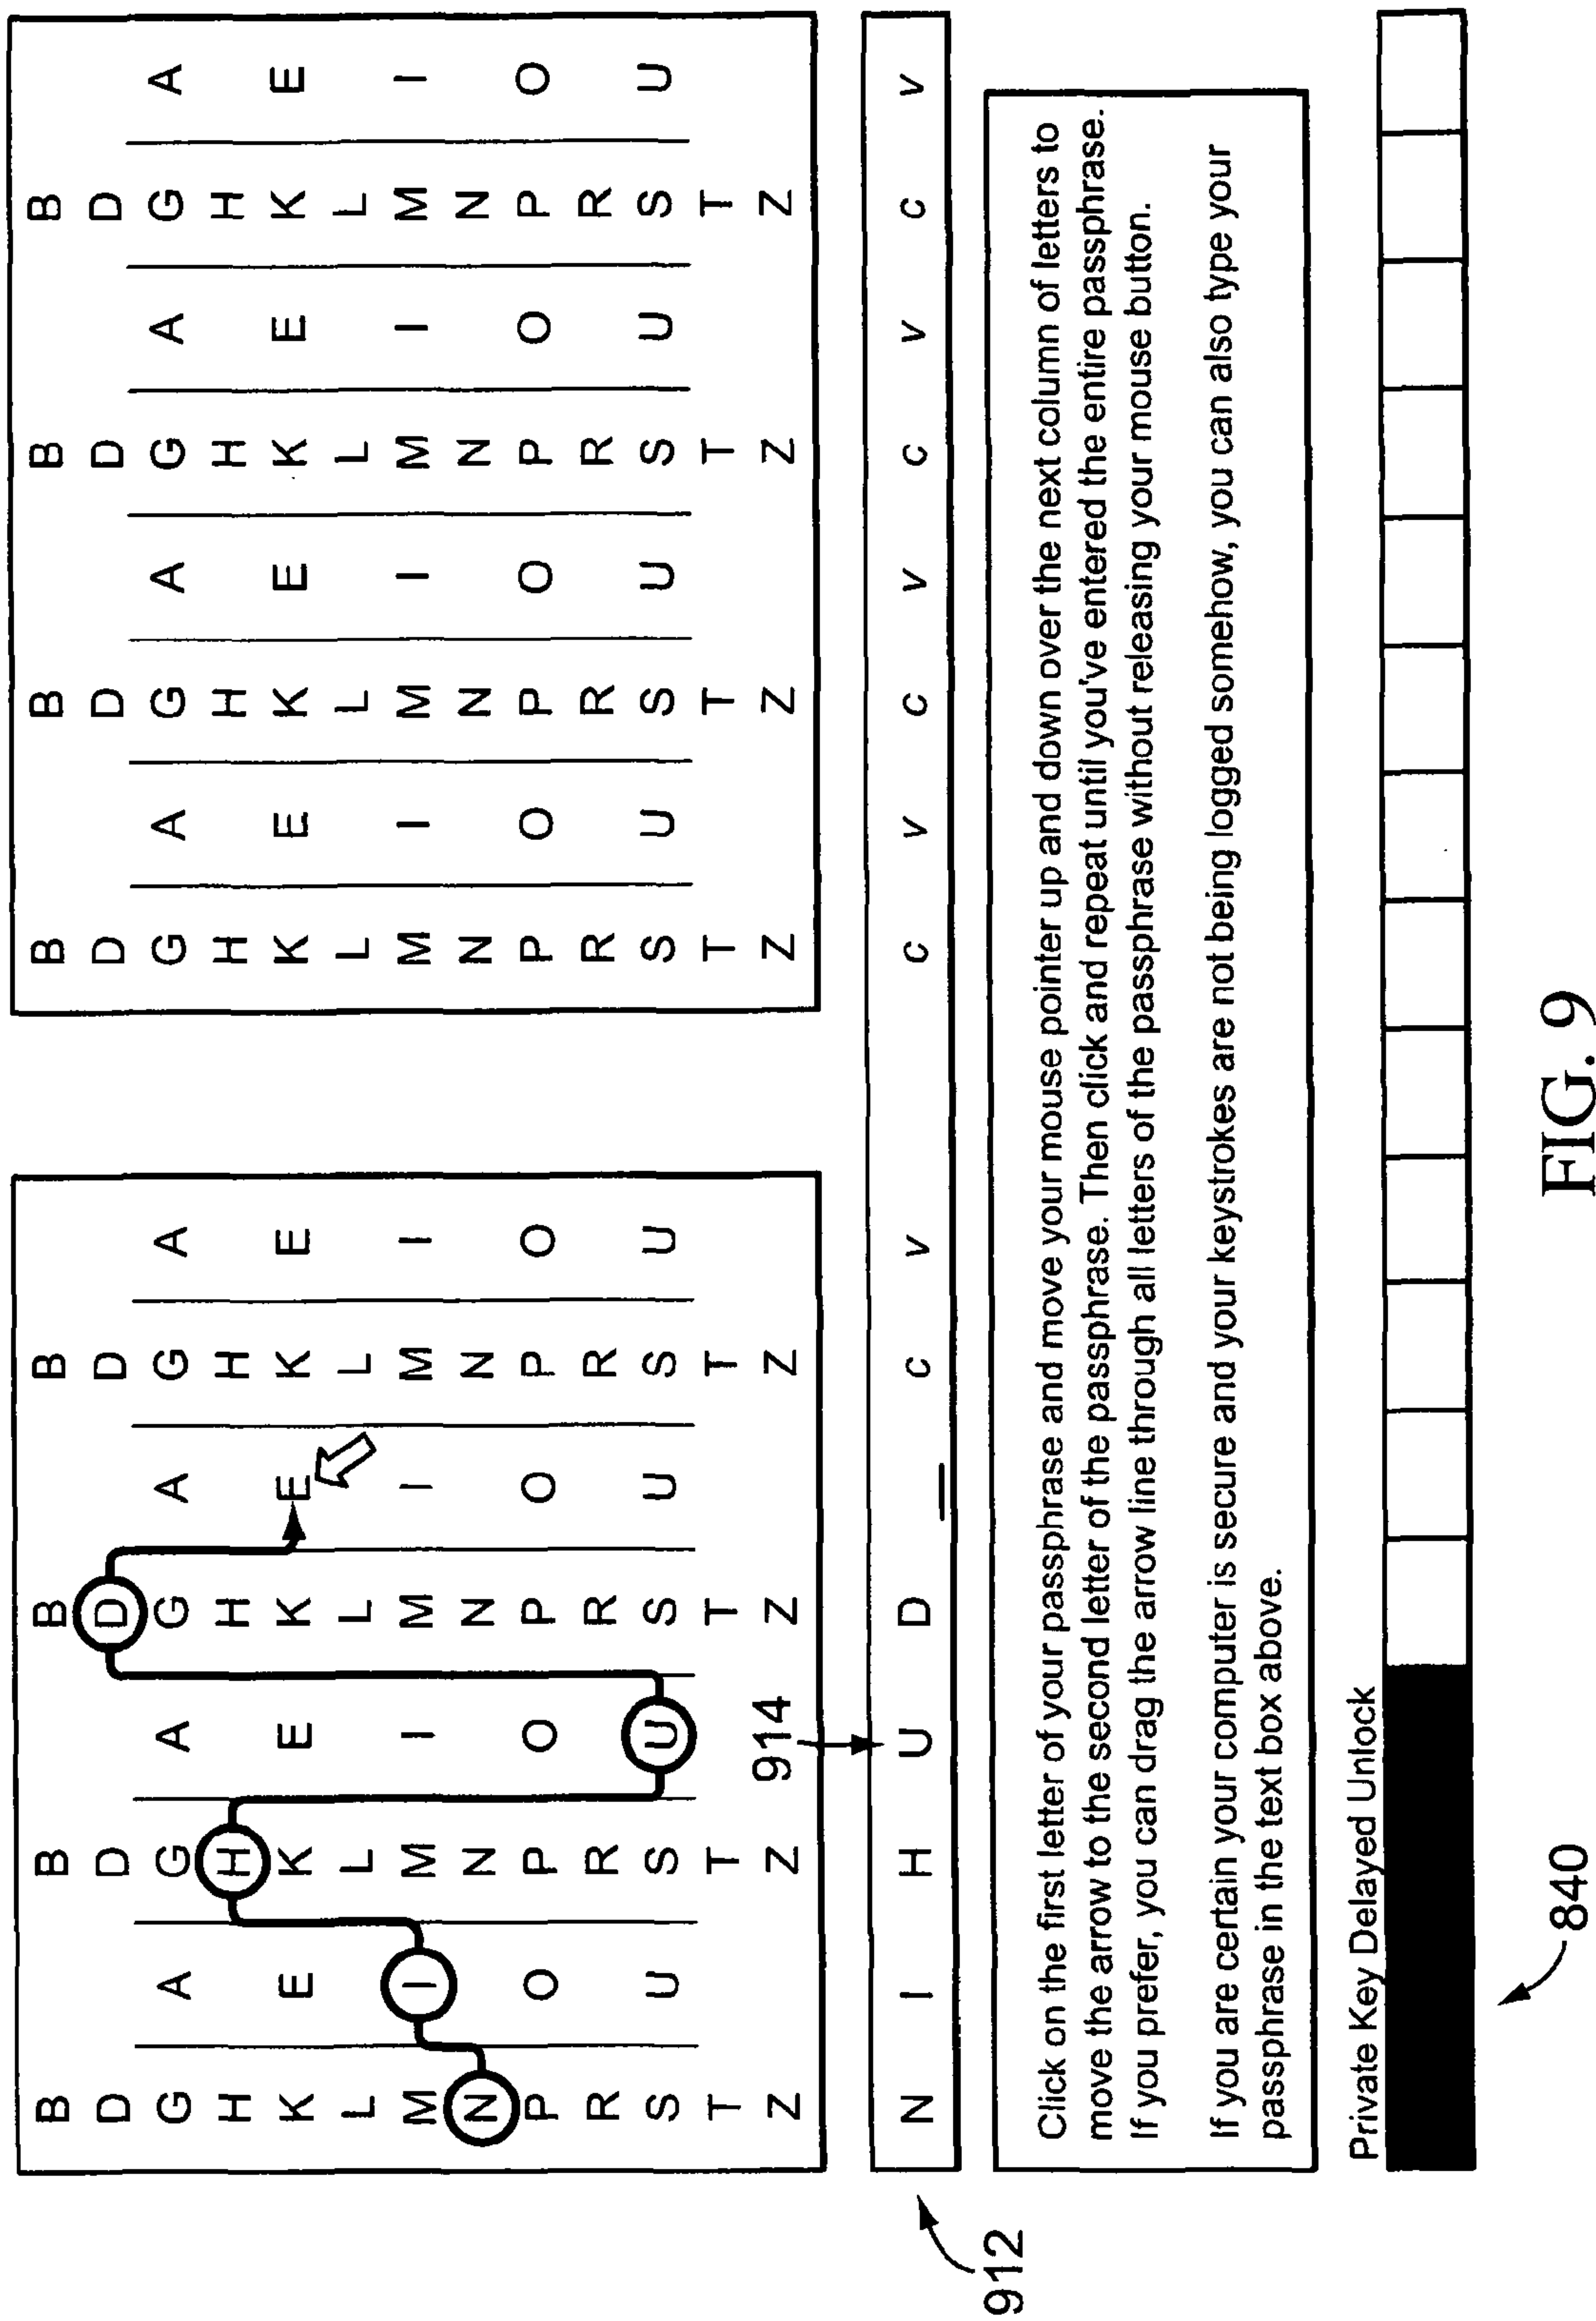 B B B B B B B B
D D D D D D D D
G A G A G A G A G A G A G A G A
H H H H H H H H
K E K E K E K E K E K E K E K E
L L L L L L L L
M I M I M I M I M I M I M I M I
N N N N N N N N
P O P O P O P O P O P O P O P O
R R R R R R R R
S U S U S U S U S U S U S U S U
T T T T T T T T
Z Z Z Z Z Z Z Z
914
N I H U D _ c v c v c v c v c v
912
Click on the first letter of your passphrase and move your mouse pointer up and down over the next column of letters to
move the arrow to the second letter of the passphrase. Then click and repeat until you've entered the entire passphrase.
If you prefer, you can drag the arrow line through all letters of the passphrase without releasing your mouse button.
If you are certain your computer is secure and your keystrokes are not being logged somehow, you can also type your
passphrase in the text box above.
Private Key Delayed Unlock
840
FIG. 9